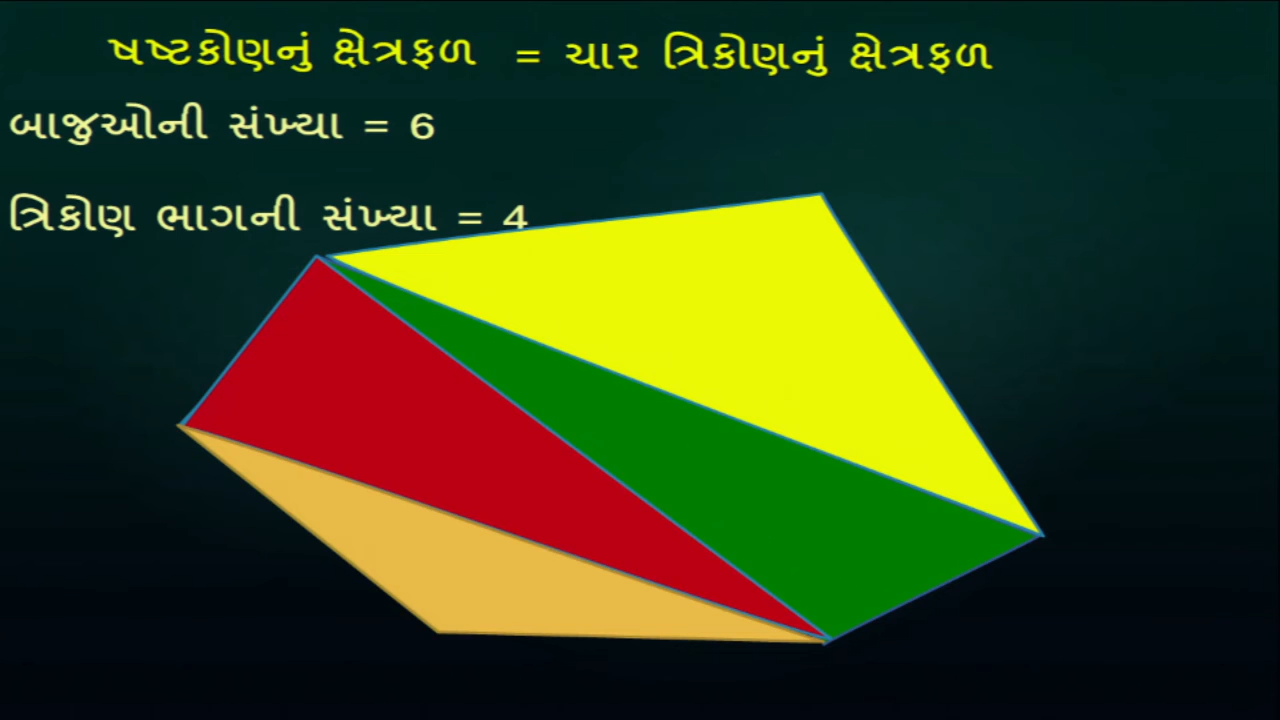 ષષ્ટકોણનું ક્ષેત્રફળ = ચાર ત્રિકોણનું ક્ષેત્રફળ
બાજુઓની સંખ્યા = 6
ત્રિકોણ ભાગની સંખ્યા = 4